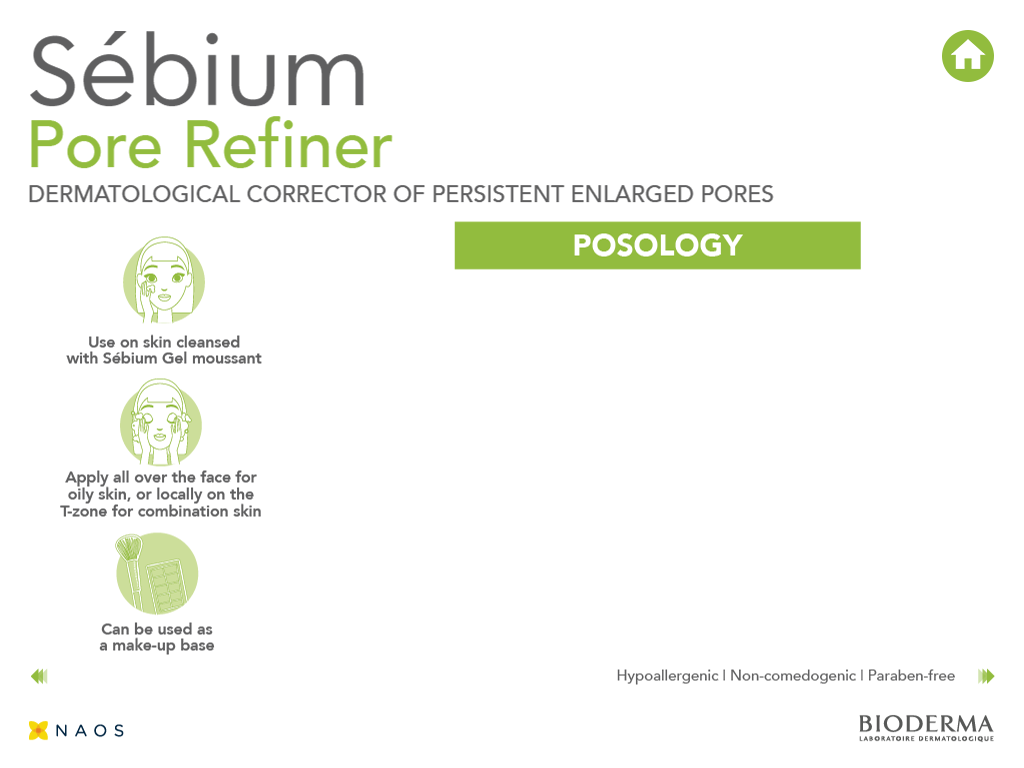 Sébium
Pore Refiner
DERMATOLOGICAL CORRECTOR OF PERSISTENT ENLARGED PORES
POSOLOGY
Use on skin cleansed
with Sébium Gel moussant
Apply all over the face for
oily skin, or locally on the
T-zone for combination skin
Can be used as
a make-up base
Hypoallergenic | Non-comedogenic | Paraben-free
NAOS
BIODERMA
LABORATOIRE DERMATOLOGIQUE